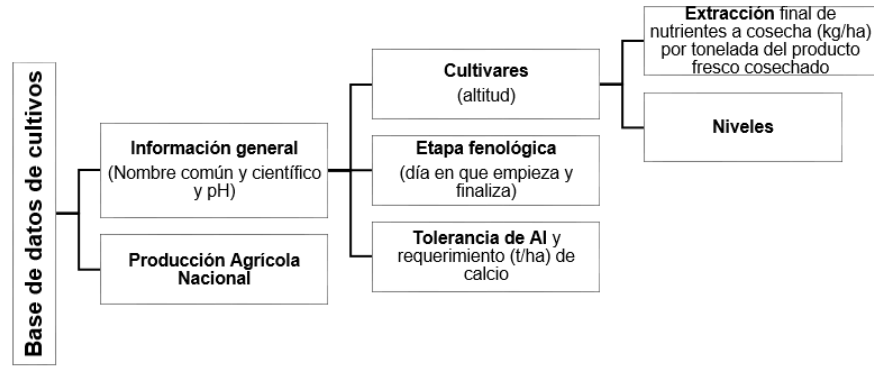 Base de datos de cultivos
Información general
(Nombre común y científico
y pH)
Producción Agrícola
Nacional
Cultivares
(altitud)
Etapa fenológica
(día en que empieza y
finaliza)
Tolerancia de Al y
requerimiento (t/ha) de
calcio
Extracción final de
nutrientes a cosecha (kg/ha)
por tonelada del producto
fresco cosechado
Niveles